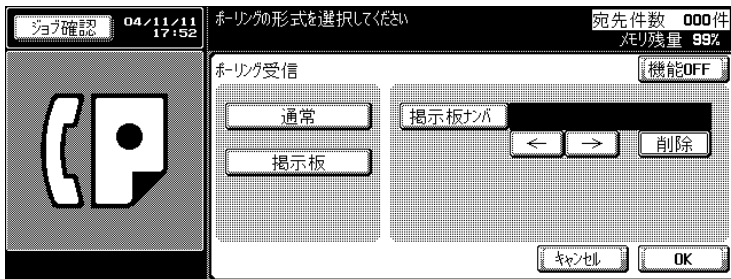 ジョブ確認
04/11/11
17:52
ポーリングの形式を選択してください
宛先件数 000件
メモリ残量 99%
ポーリング受信
機能OFF
通常
掲示板ナンバ
← → 削除
掲示板
キャンセル OK